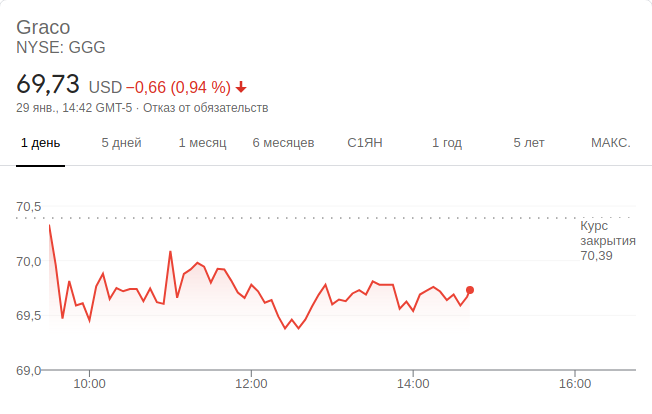 Graco
NYSE: GGG
69,73 USD −0,66 (0,94 %)
29 янв., 14:42 GMT-5 · Отказ от обязательств
1 день 5 дней 1 месяц 6 месяцев С1ЯН 1 год 5 лет МАКС.
70,5
Курс
закрытия
70,39
70,0
69,5
69,0
10:00 12:00 14:00 16:00